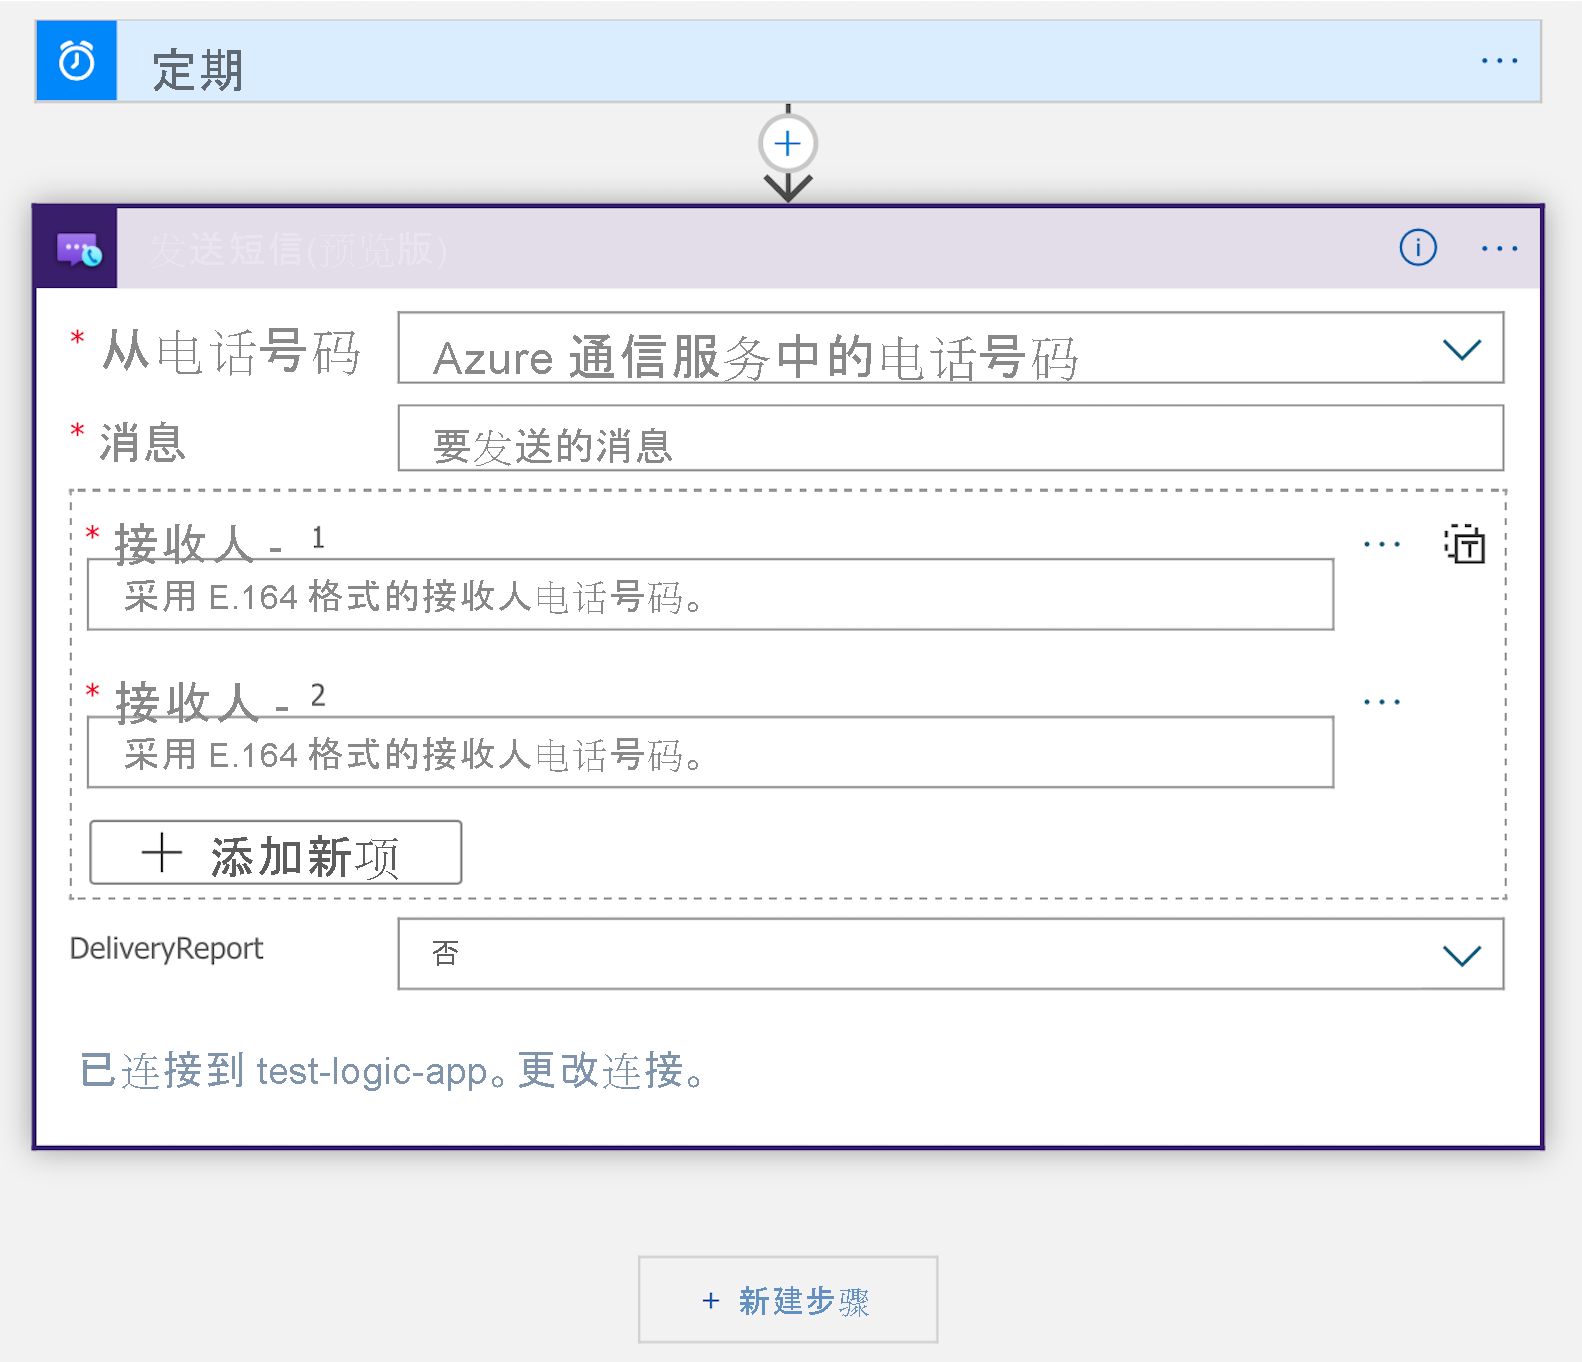 定期
发送短信(预览版)
* 从电话号码
Azure 通信服务中的电话号码
* 消息
要发送的消息
* 接收人 - 1
采用 E.164 格式的接收人电话号码。
* 接收人 - 2
采用 E.164 格式的接收人电话号码。
+ 添加新项
DeliveryReport
否
已连接到 test-logic-app。更改连接。
+ 新建步骤